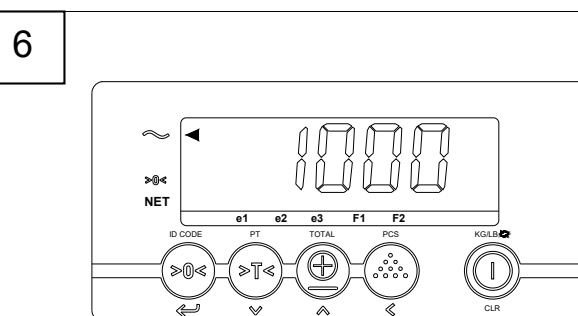 6
1000
>0<
NET
e1 e2 e3 F1 F2
ID CODE PT TOTAL PCS KG/LB
>0< >T<
CLR